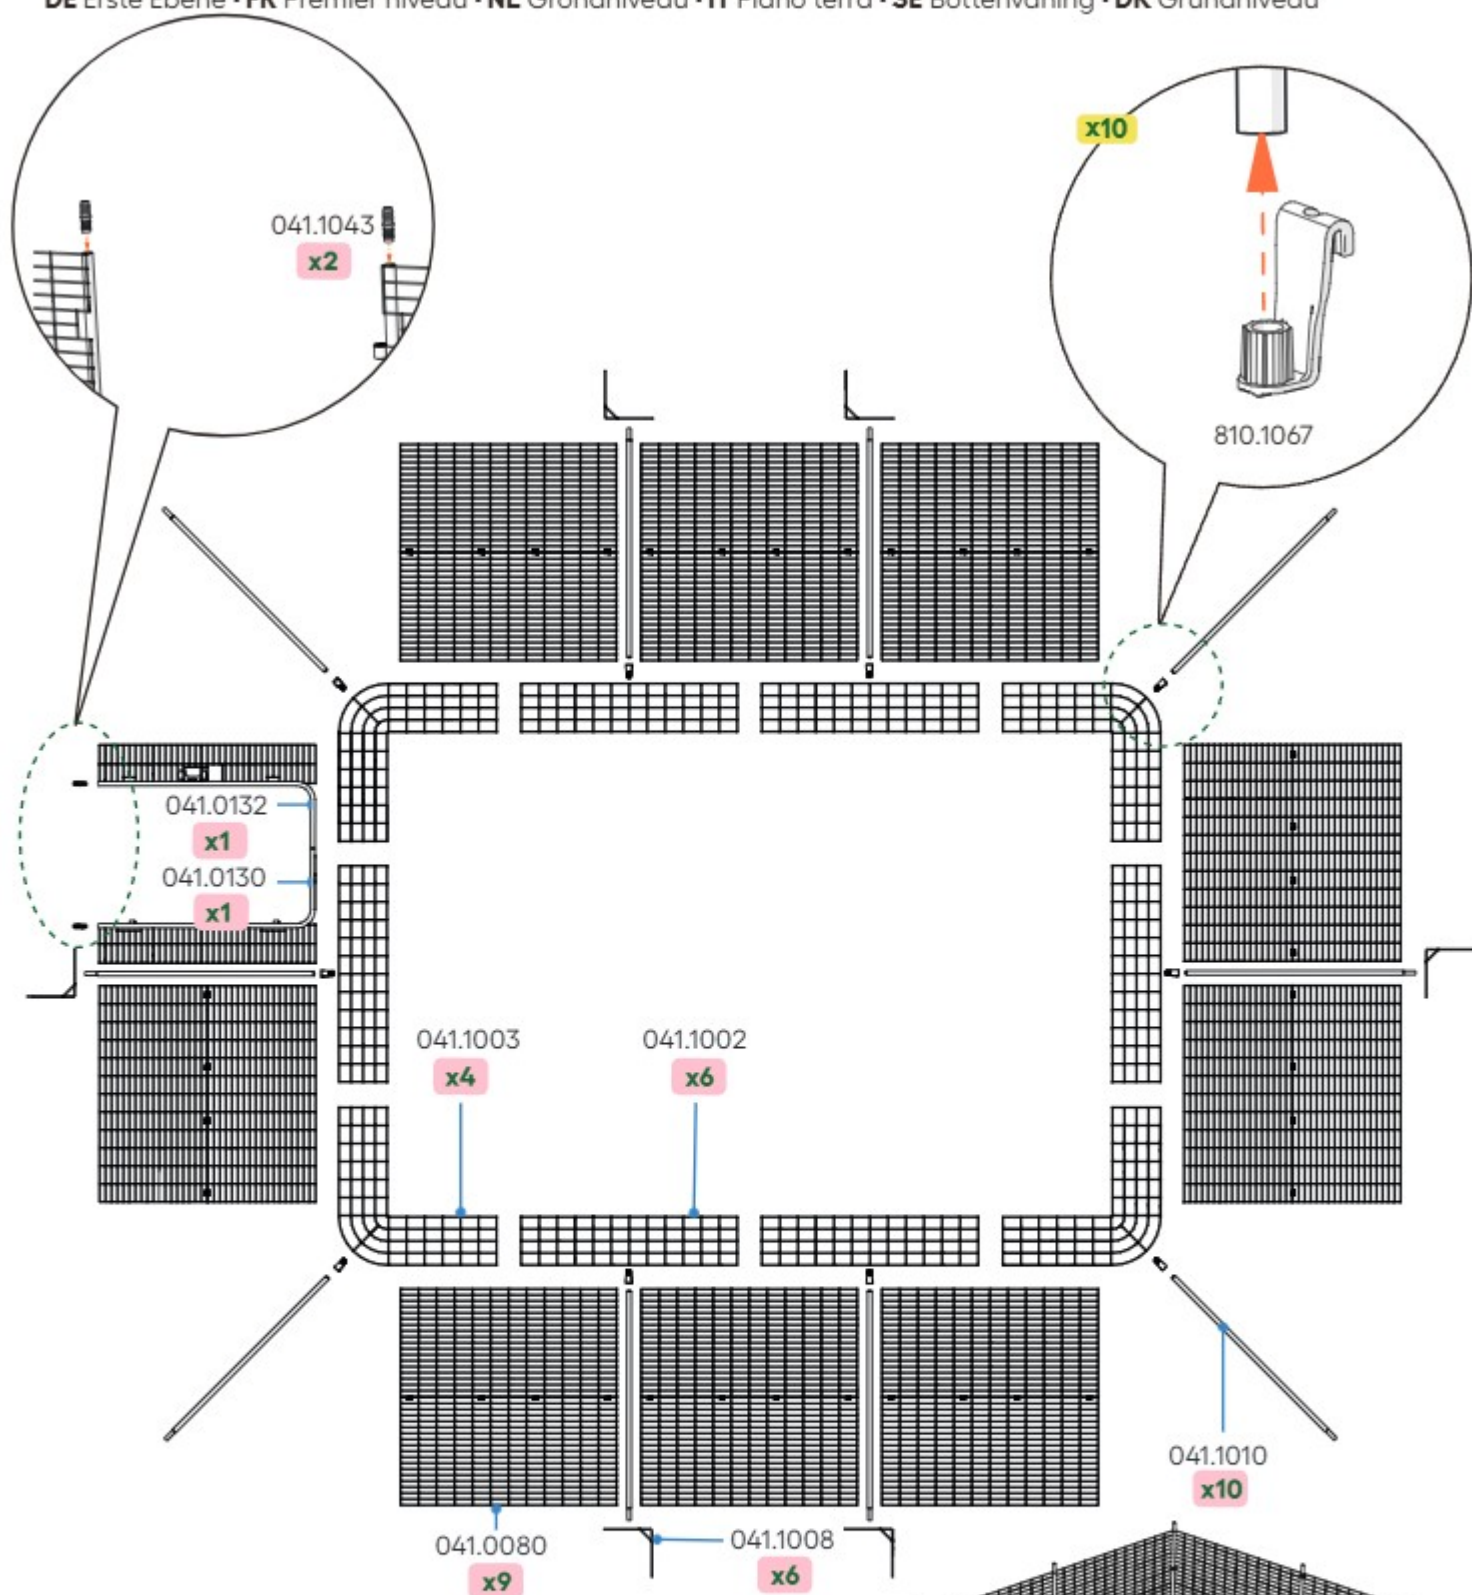 DE Erste Ebene · FR Premier niveau · NL Grondniveau · IT Piano terra · SE Bottenvåning · DK Grundniveau
x10
041.1043
x2
810.1067
041.0132
x1
041.0130
x1
041.1003
041.1002
x4
x6
041.1010
x10
041.0080
041.1008
x9
x6